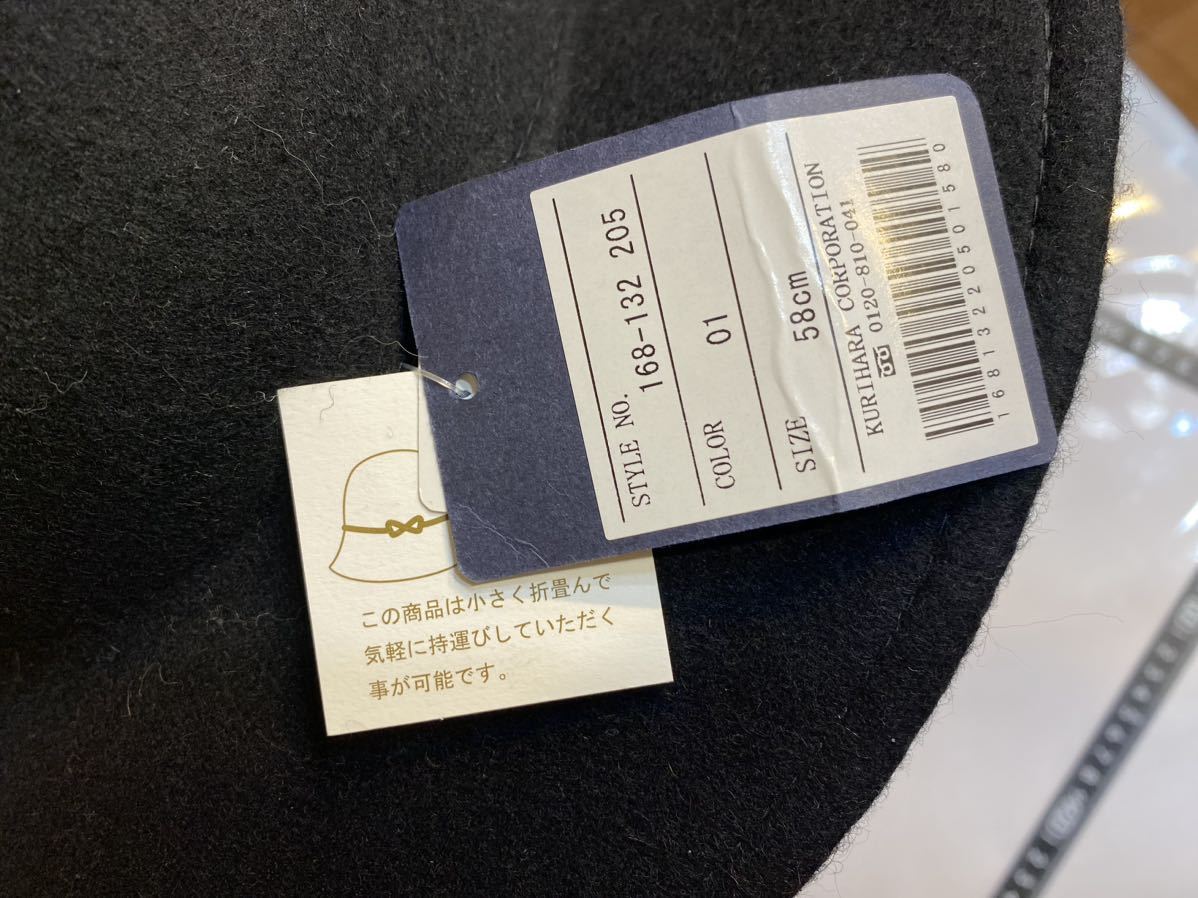 STYLE NO.
168-132 205
COLOR 01
SIZE 58cm
KURIHARA CORPORATION
0120-810-041
16813220501580
この商品は小さく折畳んで
気軽に持運びしていただく
事が可能です。